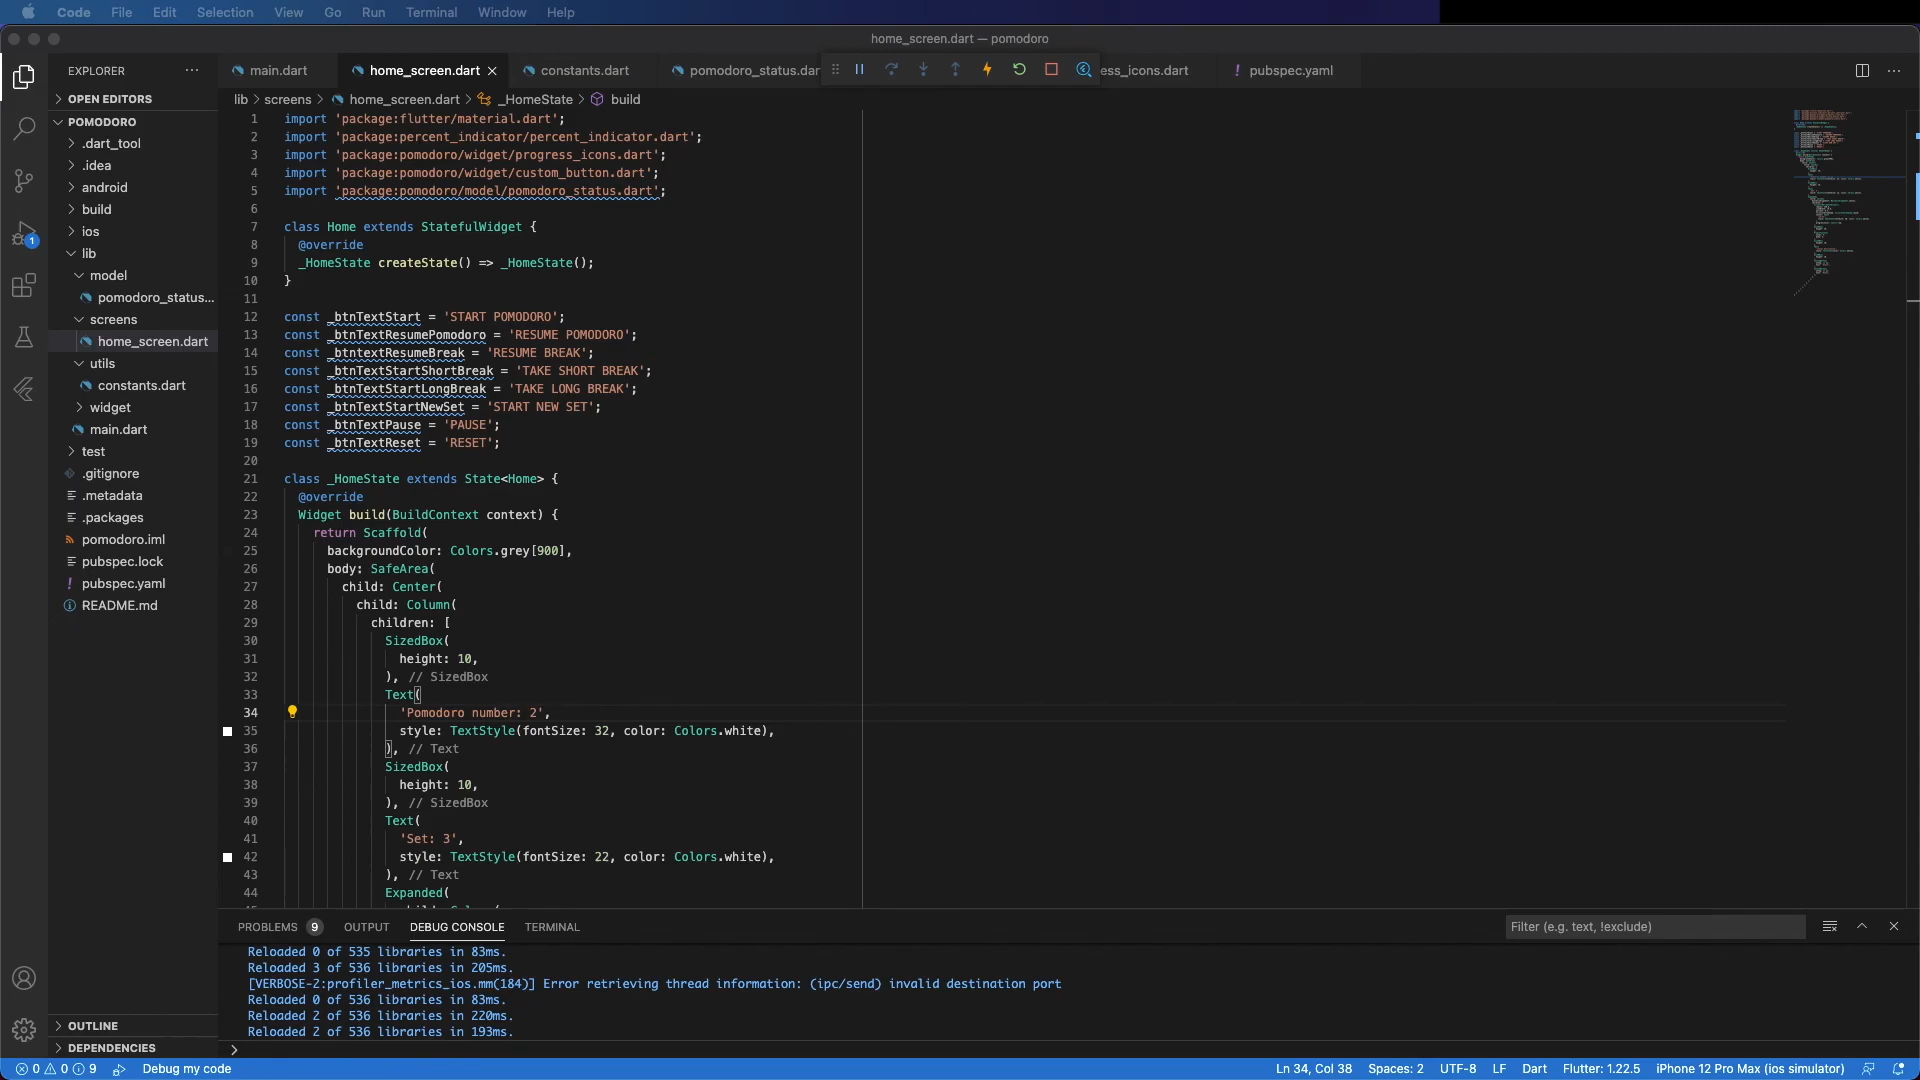 Code File Edit Selection View Go Run Terminal Window Help
home_screen.dart — pomodoro
EXPLORER
main.dart
home_screen.dart
constants.dart
pomodoro_status.dar
ess_icons.dart
! pubspec.yaml
OPEN EDITORS
POMODORO
.dart_tool
.idea
android
build
ios
lib
model
pomodoro_status...
screens
home_screen.dart
utils
constants.dart
widget
main.dart
test
.gitignore
.metadata
.packages
pomodoro.iml
pubspec.lock
! pubspec.yaml
README.md
OUTLINE
DEPENDENCIES
1
lib > screens > home_screen.dart > _HomeState > build
1 import 'package:flutter/material.dart';
2 import 'package:percent_indicator/percent_indicator.dart';
3 import 'package:pomodoro/widget/progress_icons.dart';
4 import 'package:pomodoro/widget/custom_button.dart';
5 import 'package:pomodoro/model/pomodoro_status.dart';
6
7 class Home extends StatefulWidget {
8 @override
9 _HomeState createState() => _HomeState();
10 }
11
12 const _btnTextStart = 'START POMODORO';
13 const _btnTextResumePomodoro = 'RESUME POMODORO';
14 const _btntextResumeBreak = 'RESUME BREAK';
15 const _btnTextStartShortBreak = 'TAKE SHORT BREAK';
16 const _btnTextStartLongBreak = 'TAKE LONG BREAK';
17 const _btnTextStartNewSet = 'START NEW SET';
18 const _btnTextPause = 'PAUSE';
19 const _btnTextReset = 'RESET';
20
21 class _HomeState extends State<Home> {
22 @override
23 Widget build(BuildContext context) {
24 return Scaffold(
25 backgroundColor: Colors.grey[900],
26 body: SafeArea(
27 child: Center(
28 child: Column(
29 children: [
30 SizedBox(
31 height: 10,
32 ), // SizedBox
33 Text(
34 'Pomodoro number: 2',
35 style: TextStyle(fontSize: 32, color: Colors.white),
36 ), // Text
37 SizedBox(
38 height: 10,
39 ), // SizedBox
40 Text(
41 'Set: 3',
42 style: TextStyle(fontSize: 22, color: Colors.white),
43 ), // Text
44 Expanded(
PROBLEMS 9 OUTPUT DEBUG CONSOLE TERMINAL
Filter (e.g. text, !exclude)
Reloaded 0 of 535 libraries in 83ms.
Reloaded 3 of 536 libraries in 205ms.
[VERBOSE-2:profiler_metrics_ios.mm(184)] Error retrieving thread information: (ipc/send) invalid destination port
Reloaded 0 of 536 libraries in 83ms.
Reloaded 2 of 536 libraries in 220ms.
Reloaded 2 of 536 libraries in 193ms.
>
0 0 9 Debug my code
Ln 34, Col 38 Spaces: 2 UTF-8 LF Dart Flutter: 1.22.5 iPhone 12 Pro Max (ios simulator)